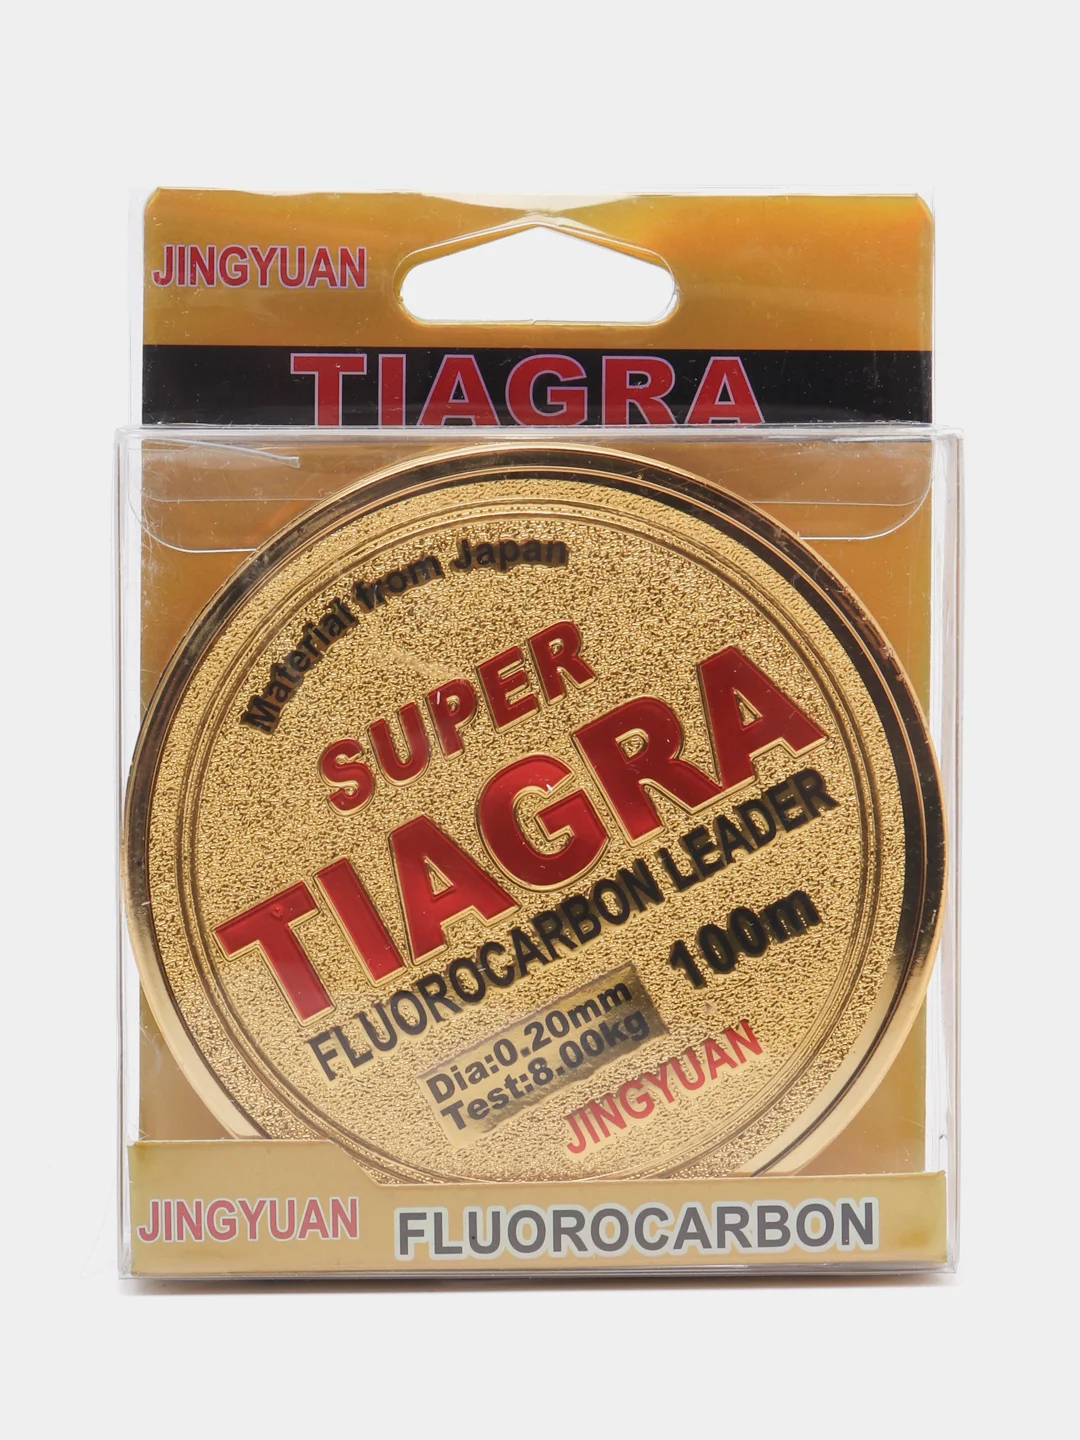 JINGYUAN
TIAGRA
Material from Japan
SUPER
TIAGRA
FLUOROCARBON LEADER
100m
Dia:0.20mm
Test:8.00kg
JINGYUAN
JINGYUAN
FLUOROCARBON